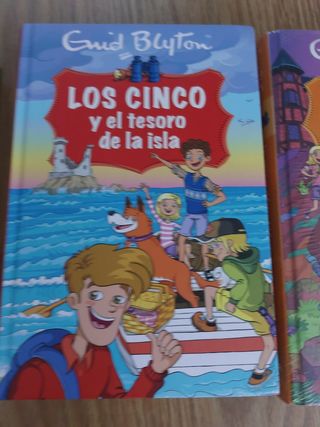 Enid Blyton
LOS CINCO
y el tesoro
de la isla